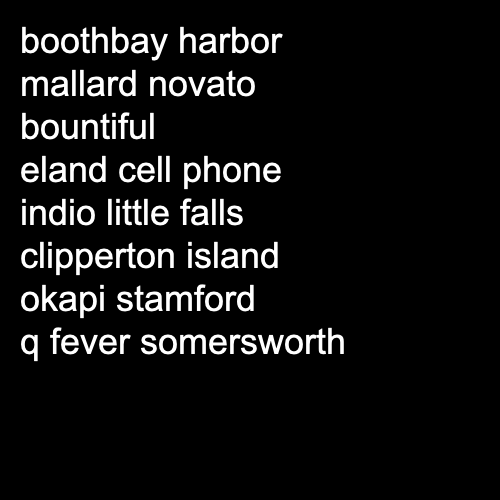 boothbay harbor
mallard novato
bountiful
eland cell phone
indio little falls
clipperton island
okapi stamford
q fever somersworth